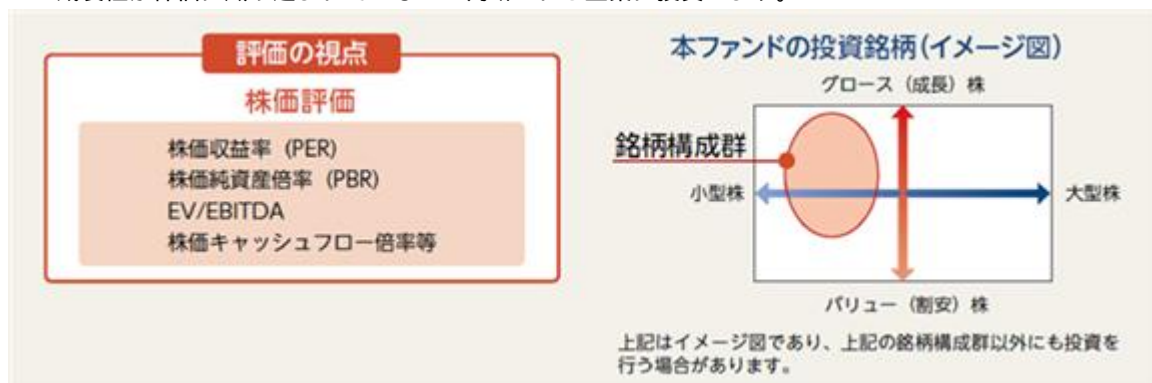 評価の視点
株価評価
株価収益率（PER）
株価純資産倍率（PBR）
EV/EBITDA
株価キャッシュフロー倍率等
本ファンドの投資銘柄（イメージ図）
グロース（成長）株
銘柄構成群
小型株
大型株
バリュー（割安）株
上記はイメージ図であり、上記の銘柄構成群以外にも投資を
行う場合があります。